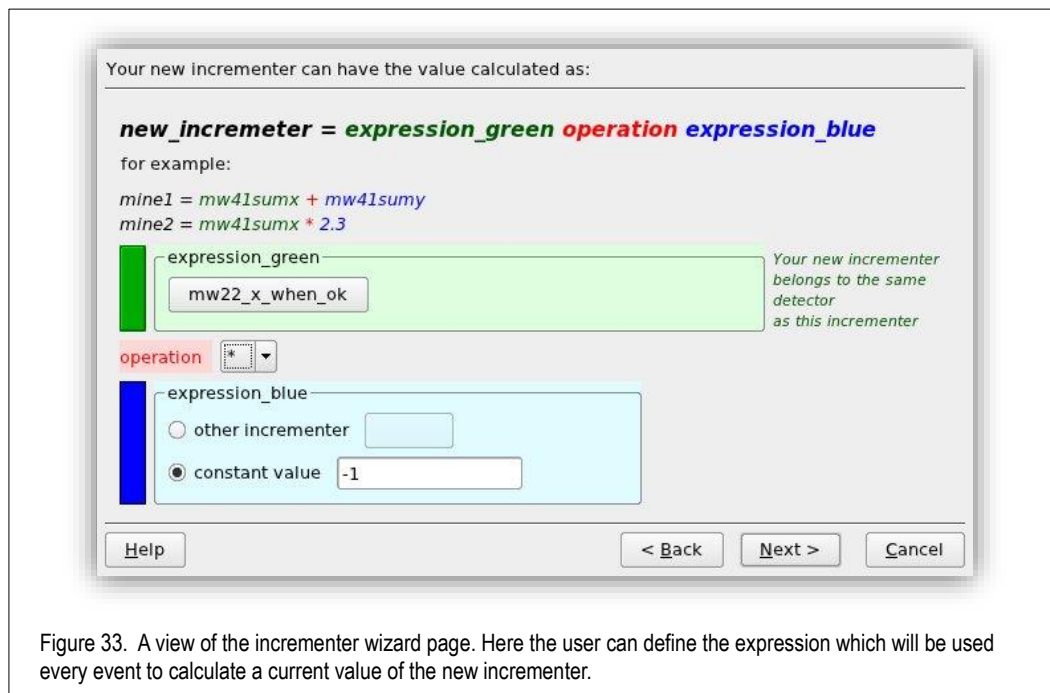 Your new incrementer can have the value calculated as:
new_incremeter = expression_green operation expression_blue
for example:
mine1 = mw41sumx + mw41sumy
mine2 = mw41sumx * 2.3
expression_green
mw22_x_when_ok
Your new incrementer
belongs to the same
detector
as this incrementer
operation *
expression_blue
other incrementer
constant value -1
Help < Back Next > Cancel
Figure 33. A view of the incrementer wizard page. Here the user can define the expression which will be used
every event to calculate a current value of the new incrementer.